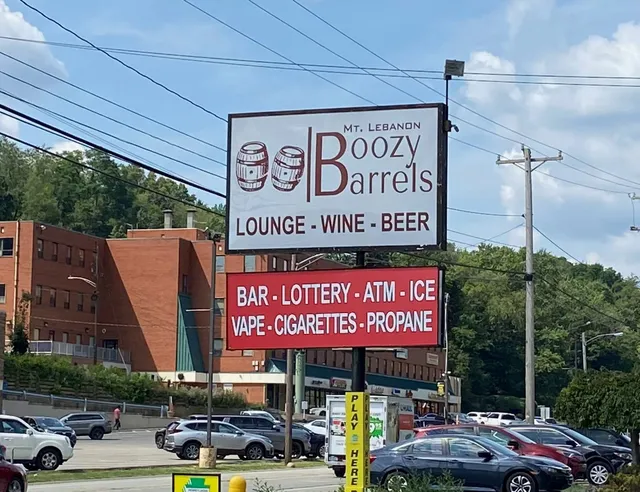 MT. LEBANON
Boozy
Barrels
LOUNGE - WINE - BEER
BAR - LOTTERY - ATM - ICE
VAPE - CIGARETTES - PROPANE
PLAY HERE